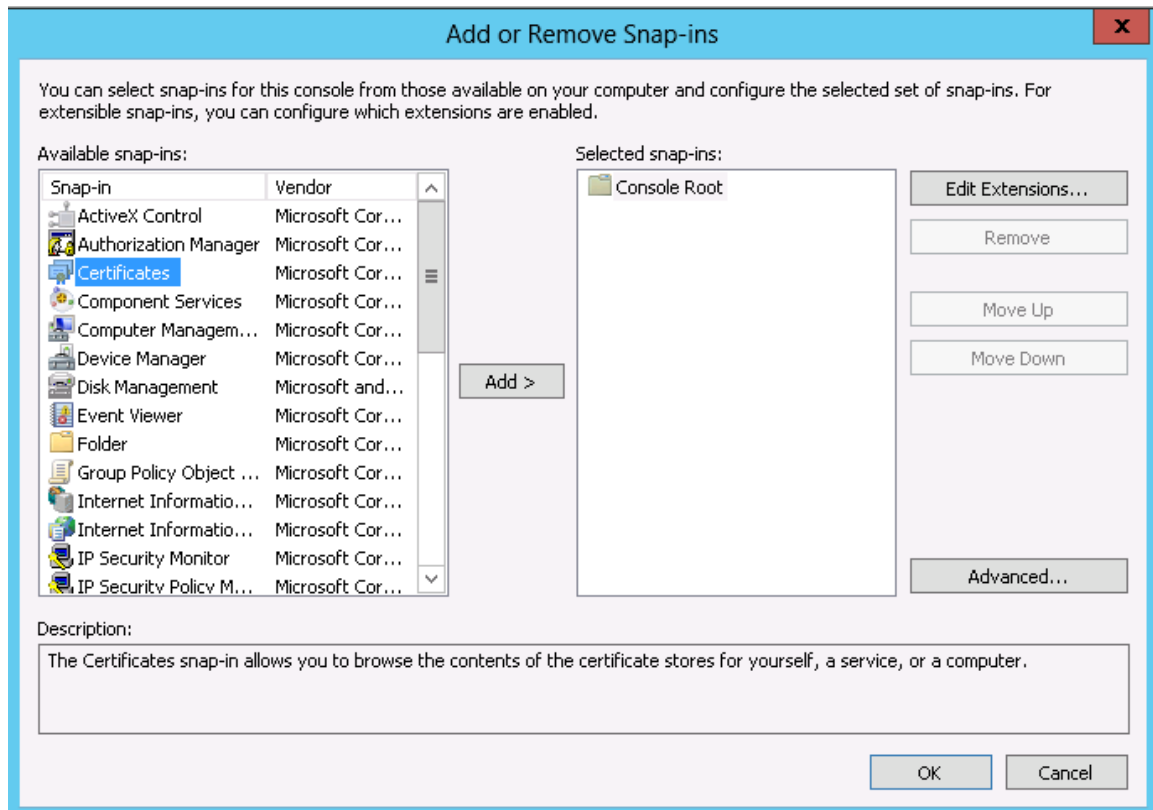 Add or Remove Snap-ins
x
You can select snap-ins for this console from those available on your computer and configure the selected set of snap-ins. For
extensible snap-ins, you can configure which extensions are enabled.
Available snap-ins:
Snap-in Vendor
ActiveX Control Microsoft Cor...
Authorization Manager Microsoft Cor...
Certificates Microsoft Cor...
Component Services Microsoft Cor...
Computer Managem... Microsoft Cor...
Device Manager Microsoft Cor...
Disk Management Microsoft and...
Event Viewer Microsoft Cor...
Folder Microsoft Cor...
Group Policy Object ... Microsoft Cor...
Internet Informatio... Microsoft Cor...
Internet Informatio... Microsoft Cor...
IP Security Monitor Microsoft Cor...
IP Security Policy M... Microsoft Cor...
Add >
Selected snap-ins:
Console Root
Edit Extensions...
Remove
Move Up
Move Down
Advanced...
Description:
The Certificates snap-in allows you to browse the contents of the certificate stores for yourself, a service, or a computer.
OK Cancel